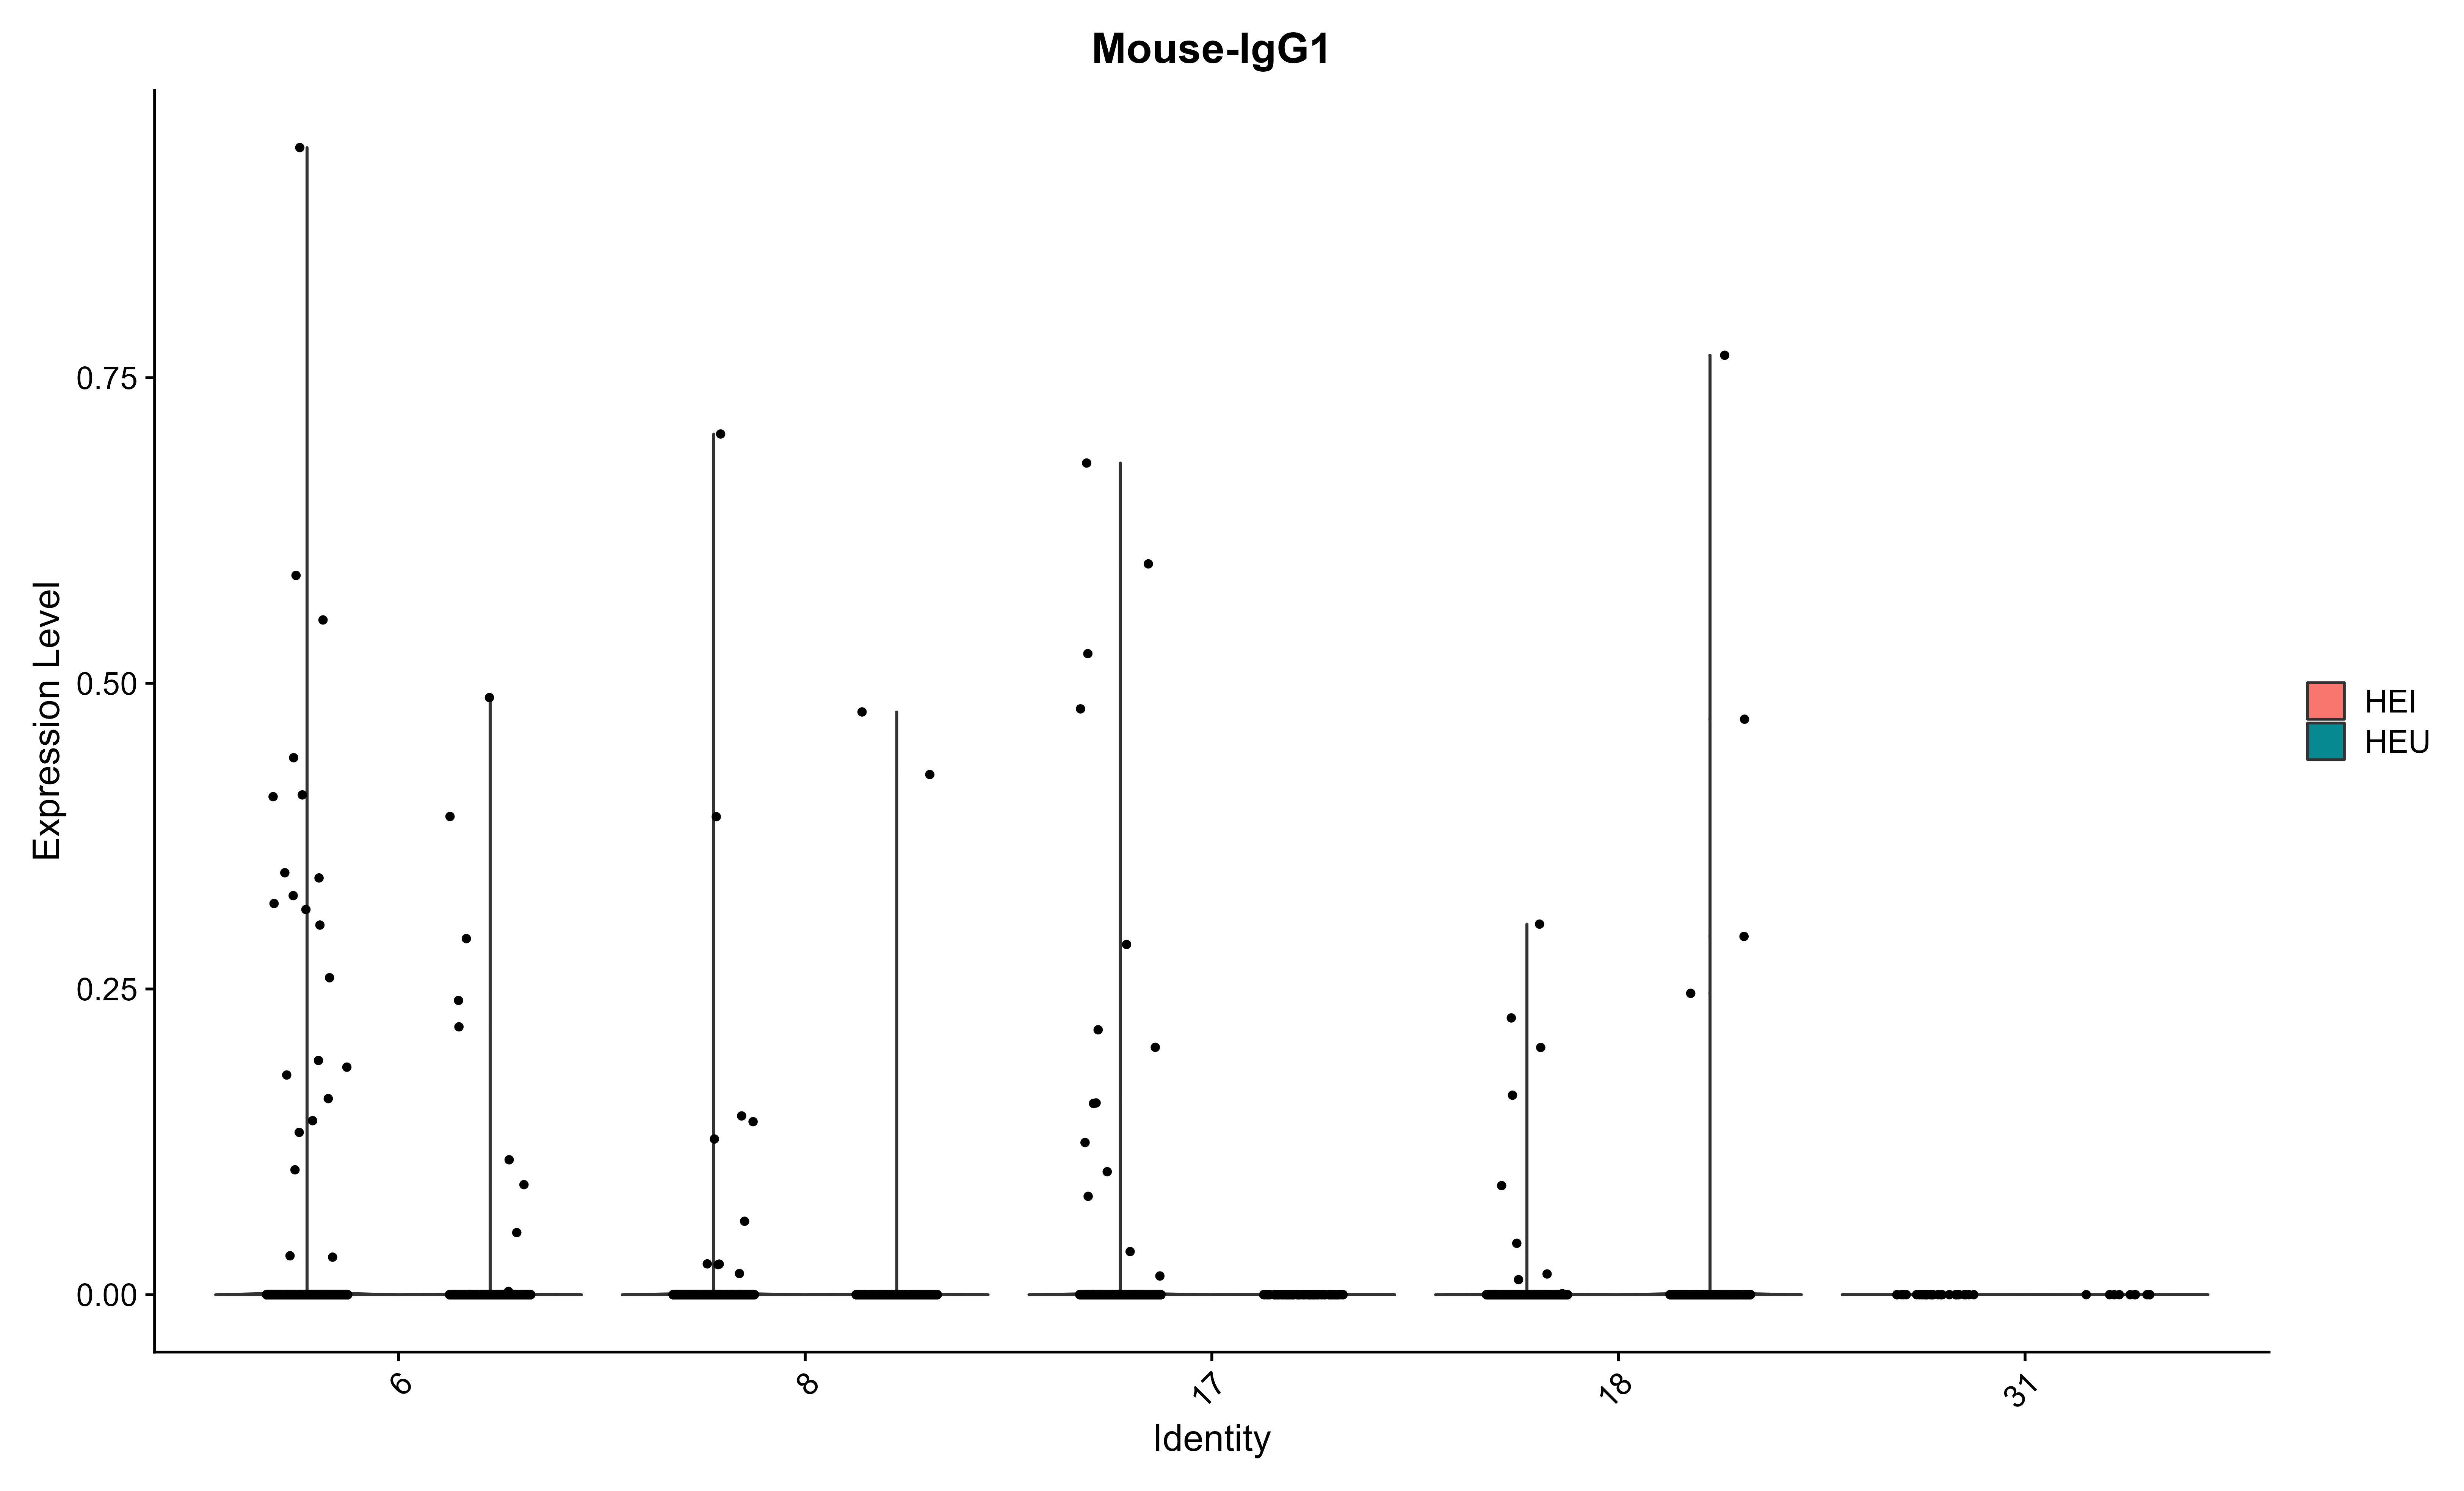 Mouse-IgG1
Expression Level
0.75
0.50
0.25
0.00
6
8
17
18
31
Identity
HEI
HEU